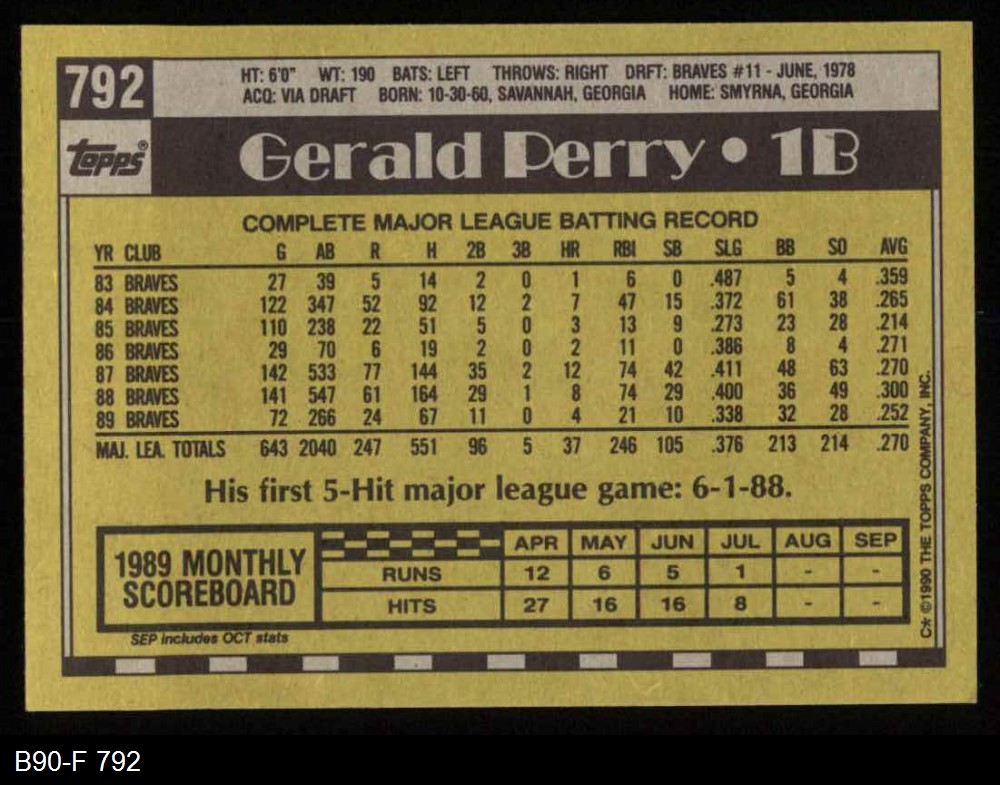 792
HT: 6'0" WT: 190 BATS: LEFT THROWS: RIGHT DRFT: BRAVES #11 - JUNE, 1978
ACQ: VIA DRAFT BORN: 10-30-60, SAVANNAH, GEORGIA HOME: SMYRNA, GEORGIA
topps®
Gerald Perry • 1B
COMPLETE MAJOR LEAGUE BATTING RECORD
YR CLUB G AB R H 2B 3B HR RBI SB SLG BB SO AVG
83 BRAVES 27 39 5 14 2 0 1 6 0 .487 5 4 .359
84 BRAVES 122 347 52 92 12 2 7 47 15 .372 61 38 .265
85 BRAVES 110 238 22 51 5 0 3 13 9 .273 23 28 .214
86 BRAVES 29 70 6 19 2 0 2 11 0 .386 8 4 .271
87 BRAVES 142 533 77 144 35 2 12 74 42 .411 48 63 .270
88 BRAVES 141 547 61 164 29 1 8 74 29 .400 36 49 .300
89 BRAVES 72 266 24 67 11 0 4 21 10 .338 32 28 .252
MAJ. LEA. TOTALS 643 2040 247 551 96 5 37 246 105 .376 213 214 .270
His first 5-Hit major league game: 6-1-88.
1989 MONTHLY
SCOREBOARD
APR MAY JUN JUL AUG SEP
RUNS 12 6 5 1 - -
HITS 27 16 16 8 - -
SEP includes OCT stats
C* ©1990 THE TOPPS COMPANY, INC.
B90-F 792